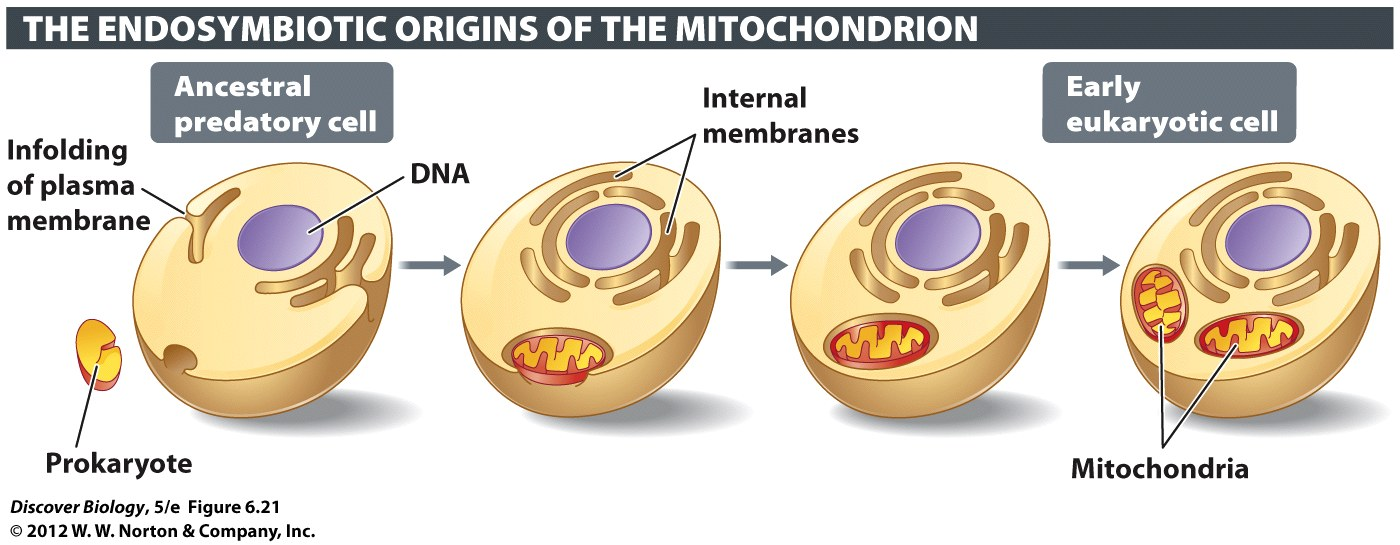 THE ENDOSYMBIOTIC ORIGINS OF THE MITOCHONDRION
Ancestral
predatory cell
Infolding
of plasma
membrane
DNA
Internal
membranes
Early
eukaryotic cell
Prokaryote
Mitochondria
Discover Biology, 5/e Figure 6.21
© 2012 W. W. Norton & Company, Inc.